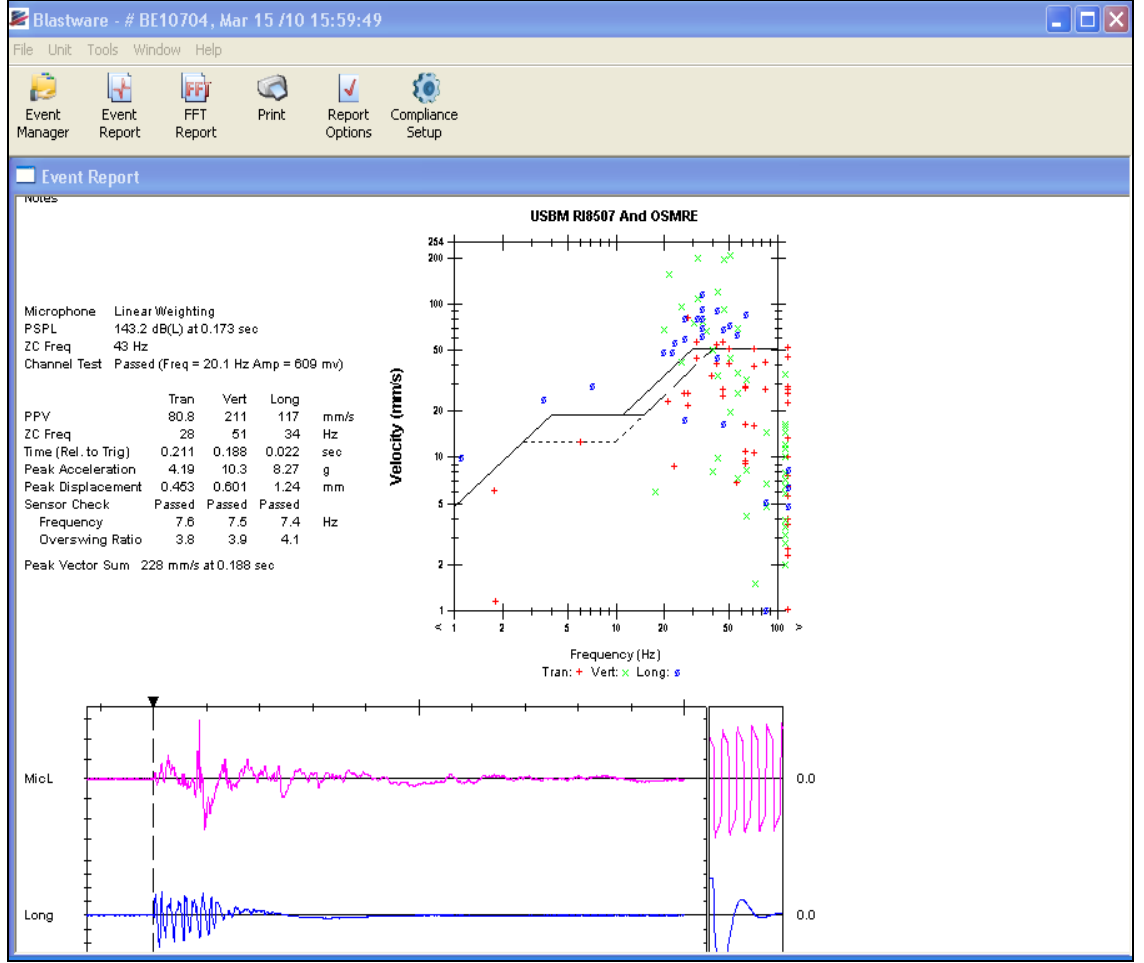 Blastware - # BE10704, Mar 15 /10 15:59:49
File Unit Tools Window Help
Event Manager
Event Report
FFT Report
Print
Report Options
Compliance Setup
Event Report
Notes
USBM RI8507 And OSMRE
Microphone Linear Weighting
PSPL 143.2 dB(L) at 0.173 sec
ZC Freq 43 Hz
Channel Test Passed (Freq = 20.1 Hz Amp = 609 mv)
Tran Vert Long
PPV 80.8 211 117 mm/s
ZC Freq 28 51 34 Hz
Time (Rel. to Trig) 0.211 0.188 0.022 sec
Peak Acceleration 4.19 10.3 8.27 g
Peak Displacement 0.453 0.601 1.24 mm
Sensor Check Passed Passed Passed
Frequency 7.6 7.5 7.4 Hz
Overswing Ratio 3.8 3.9 4.1
Peak Vector Sum 228 mm/s at 0.188 sec
Velocity (mm/s)
254
200
100
50
20
10
5
2
1
< 1 2 5 10 20 50 100 >
Frequency (Hz)
Tran: + Vert: × Long: ø
MicL 0.0
Long 0.0